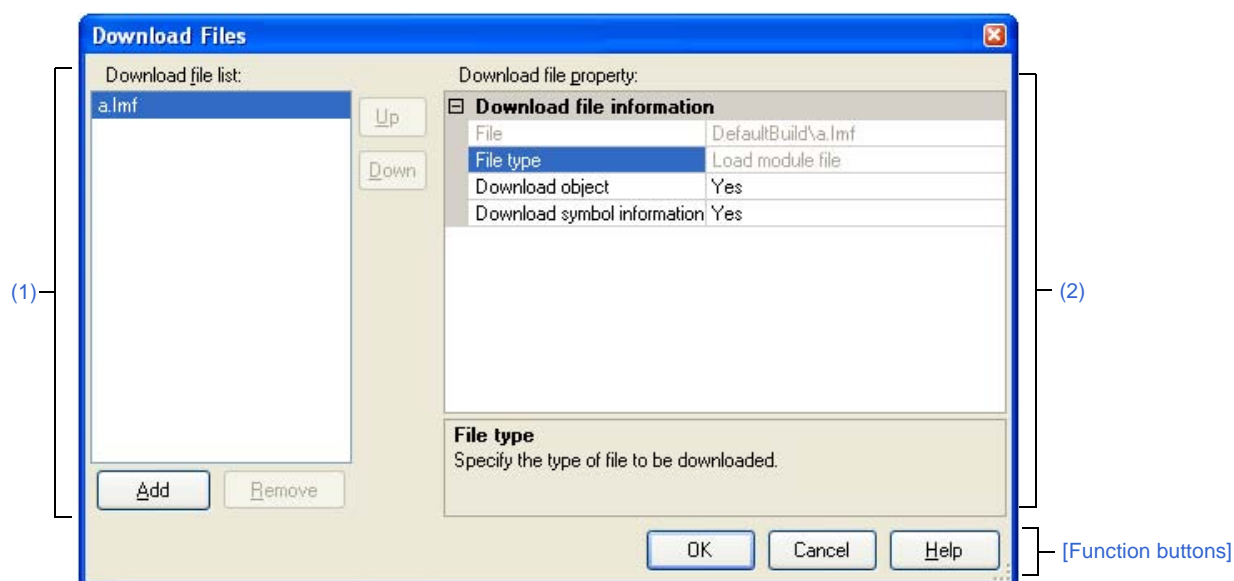 Download Files
Download file list:
Download file property:
a.lmf
Up
Down
Download file information
File DefaultBuild\a.lmf
File type Load module file
Download object Yes
Download symbol information Yes
(1)
(2)
File type
Specify the type of file to be downloaded.
Add
Remove
OK
Cancel
Help
[Function buttons]